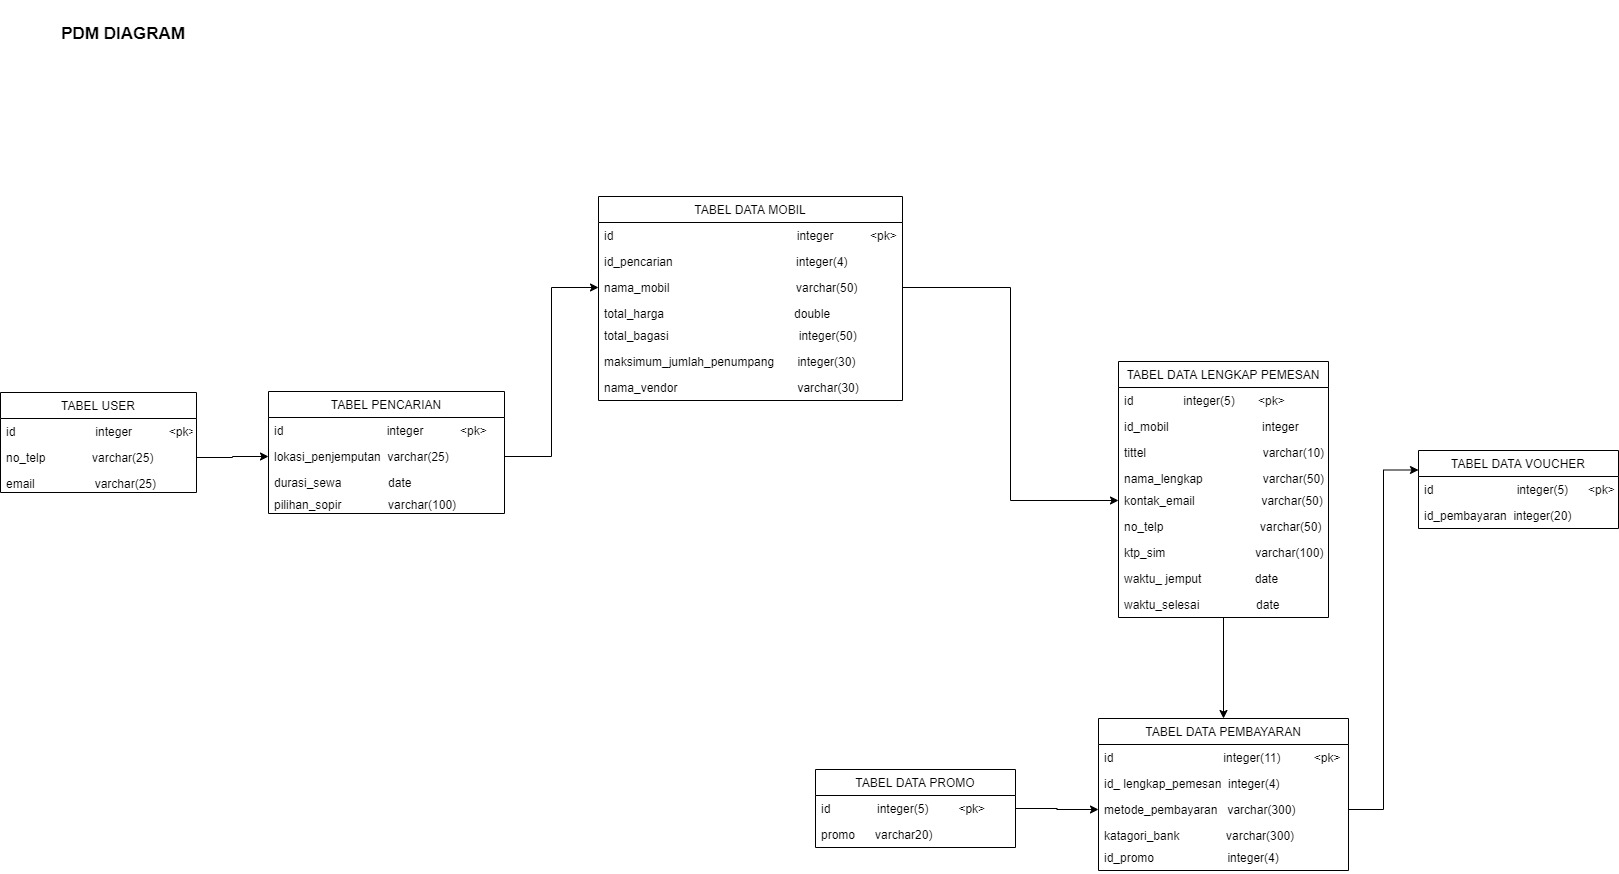 PDM DIAGRAM
TABEL USER
id integer <pk>
no_telp varchar(25)
email varchar(25)
TABEL PENCARIAN
id integer <pk>
lokasi_penjemputan varchar(25)
durasi_sewa date
pilihan_sopir varchar(100)
TABEL DATA MOBIL
id integer <pk>
id_pencarian integer(4)
nama_mobil varchar(50)
total_harga double
total_bagasi integer(50)
maksimum_jumlah_penumpang integer(30)
nama_vendor varchar(30)
TABEL DATA LENGKAP PEMESAN
id integer(5) <pk>
id_mobil integer
tittel varchar(10)
nama_lengkap varchar(50)
kontak_email varchar(50)
no_telp varchar(50)
ktp_sim varchar(100)
waktu_ jemput date
waktu_selesai date
TABEL DATA VOUCHER
id integer(5) <pk>
id_pembayaran integer(20)
TABEL DATA PROMO
id integer(5) <pk>
promo varchar20)
TABEL DATA PEMBAYARAN
id integer(11) <pk>
id_ lengkap_pemesan integer(4)
metode_pembayaran varchar(300)
katagori_bank varchar(300)
id_promo integer(4)